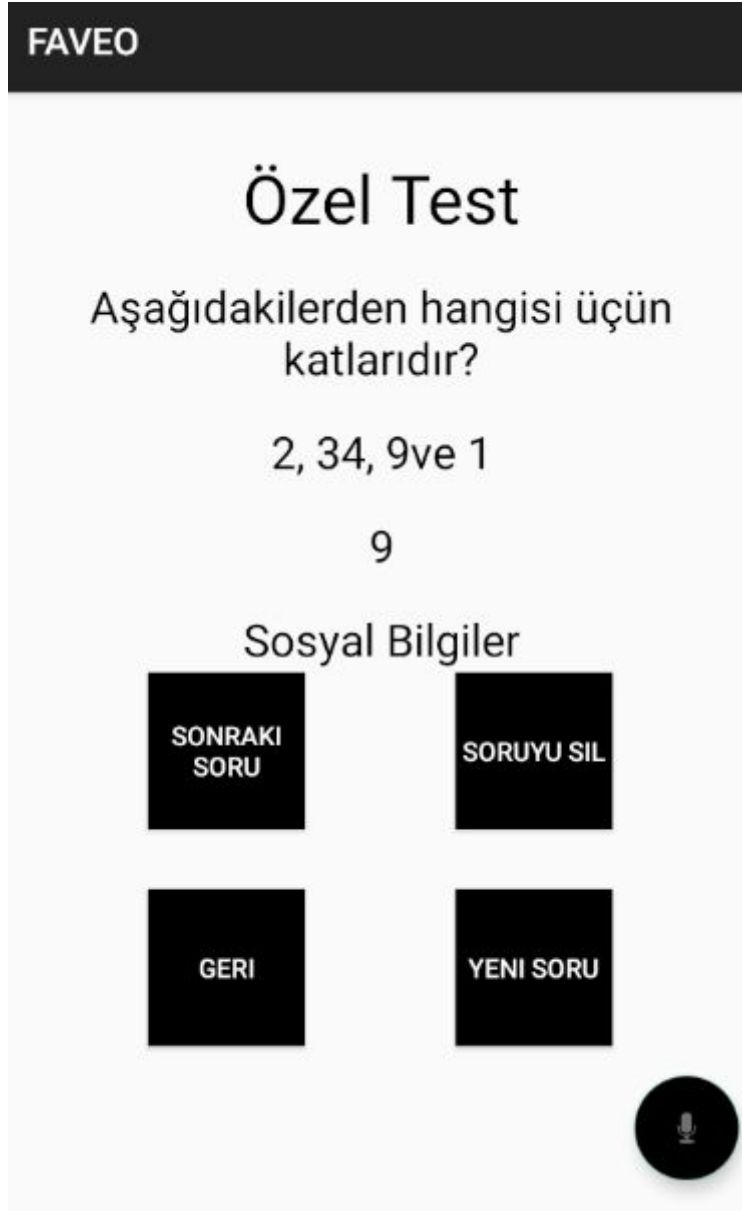 FAVEO
Özel Test
Aşağıdakilerden hangisi üçün
katlarıdır?
2, 34, 9ve 1
9
Sosyal Bilgiler
SONRAKI
SORU
SORUYU SIL
GERI
YENI SORU